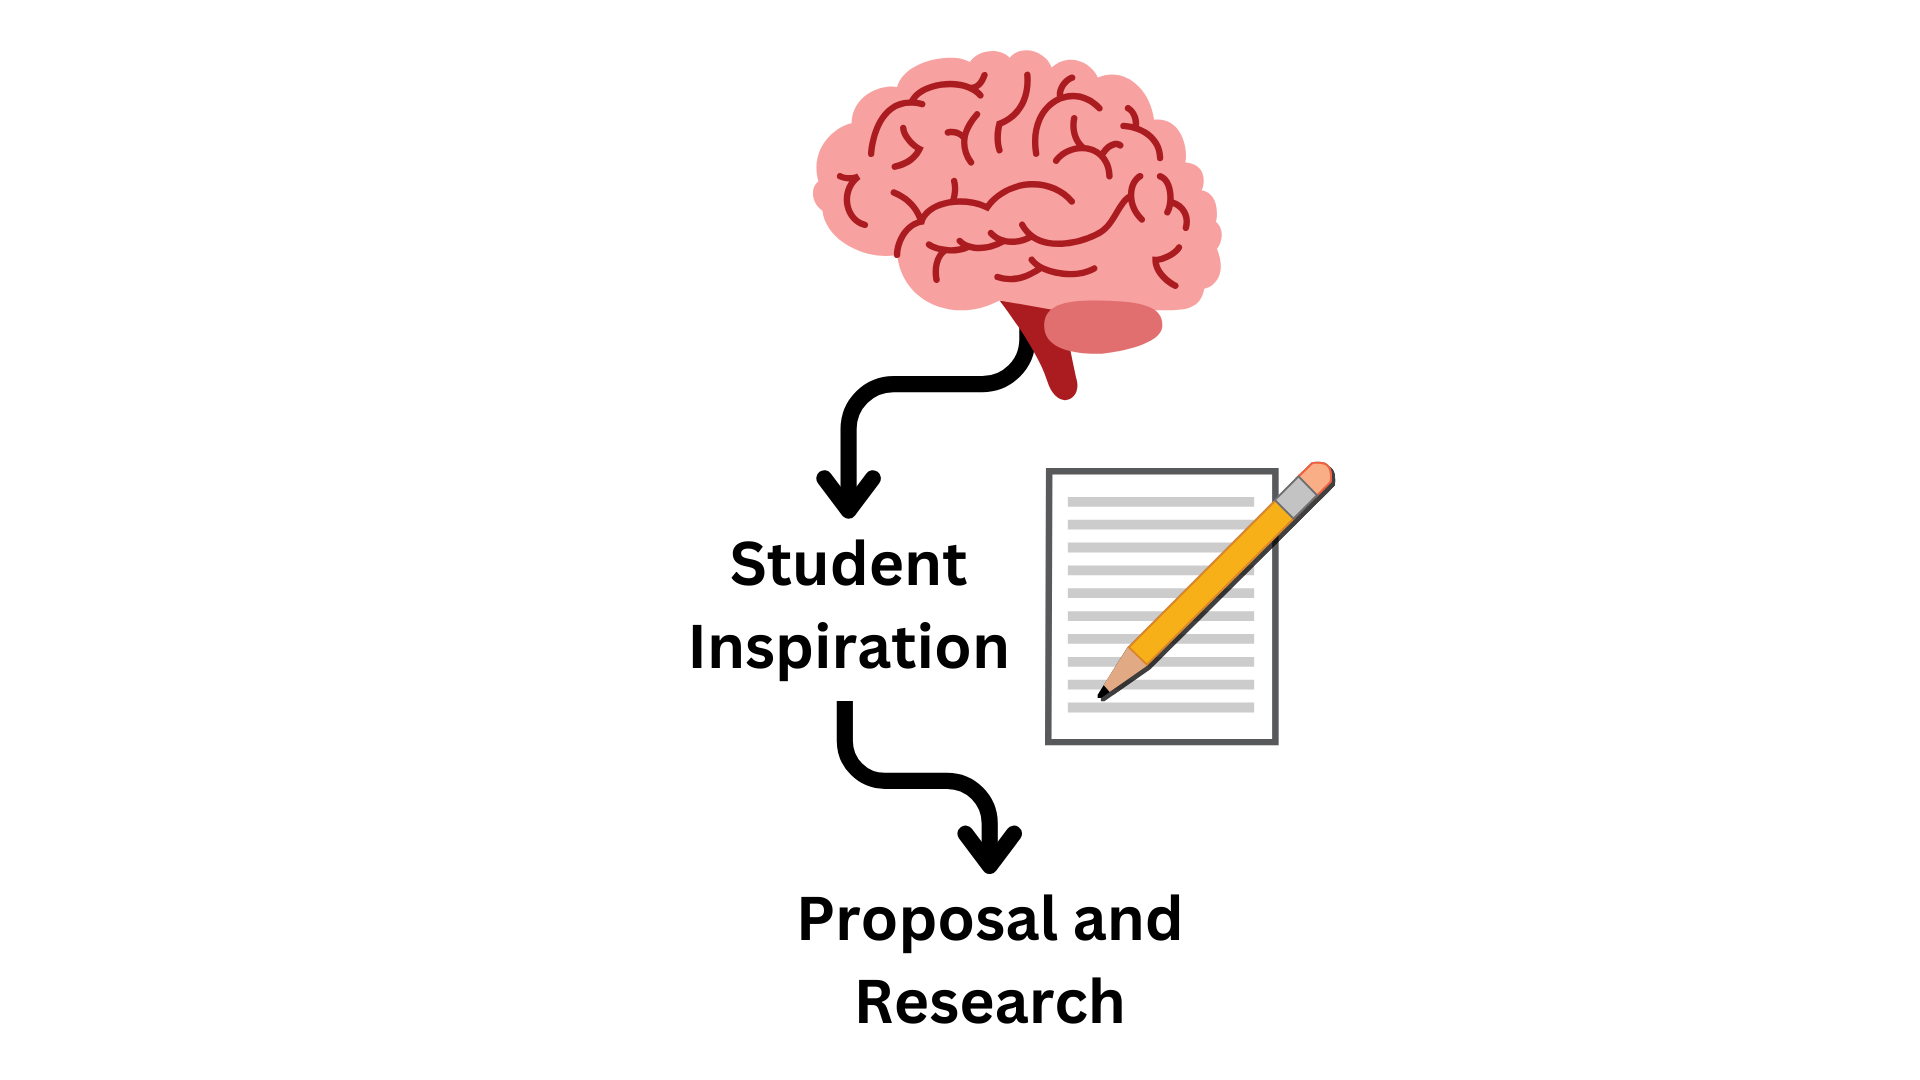 Student
Inspiration
Proposal and
Research